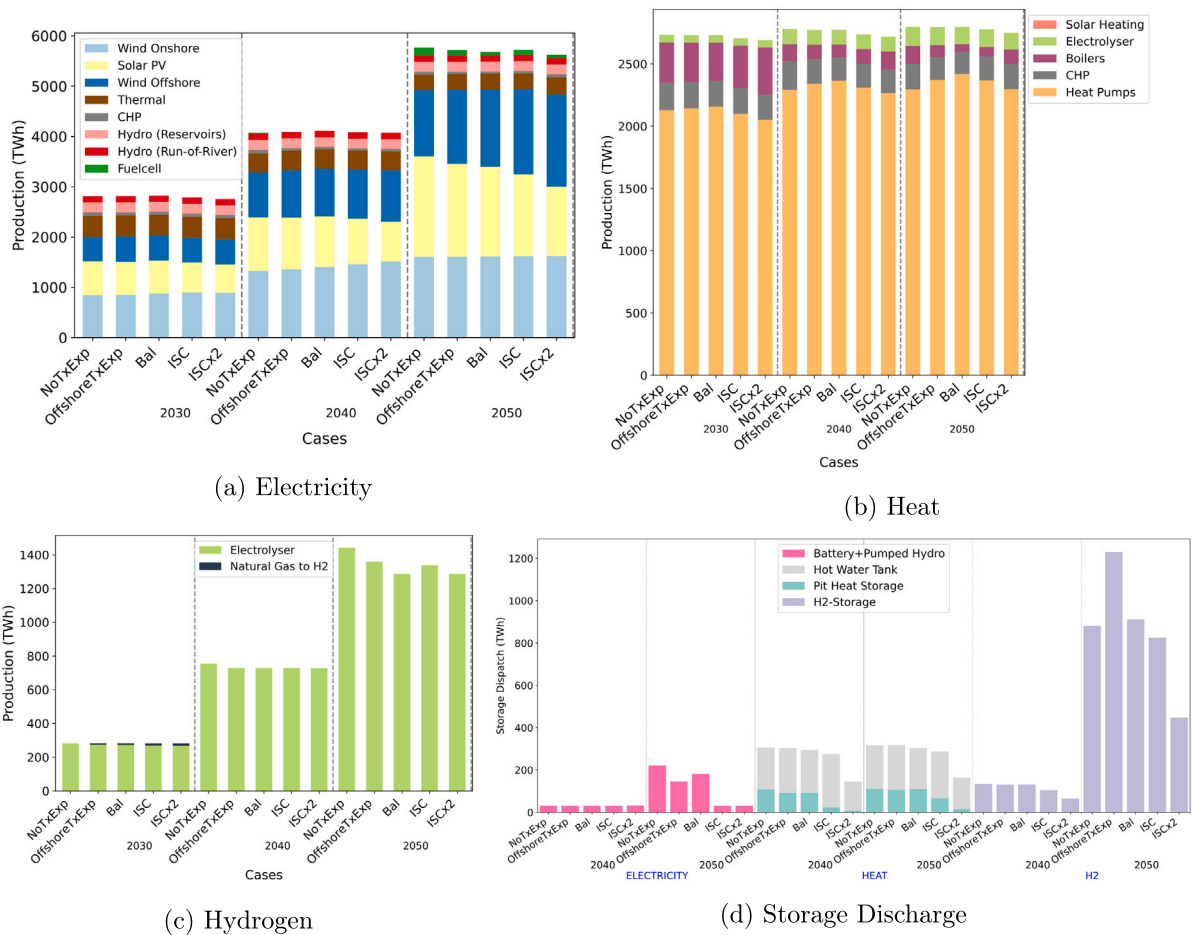 6000
5000
4000
3000
2000
1000
0
Production (TWh)
Wind Onshore
Solar PV
Wind Offshore
Thermal
CHP
Hydro (Reservoirs)
Hydro (Run-of-River)
Fuelcell
NoTxExp
OffshoreTxExp
Bal
ISC
ISCx2
NoTxExp
OffshoreTxExp
Bal
ISC
ISCx2
NoTxExp
OffshoreTxExp
Bal
ISC
ISCx2
2030
2040
2050
Cases
(a) Electricity
2500
2000
1500
1000
500
0
Production (TWh)
Solar Heating
Electrolyser
Boilers
CHP
Heat Pumps
NoTxExp
OffshoreTxExp
Bal
ISC
ISCx2
NoTxExp
OffshoreTxExp
Bal
ISC
ISCx2
NoTxExp
OffshoreTxExp
Bal
ISC
ISCx2
2030
2040
2050
Cases
(b) Heat
1400
1200
1000
800
600
400
200
0
Production (TWh)
Electrolyser
Natural Gas to H2
NoTxExp
OffshoreTxExp
Bal
ISC
ISCx2
NoTxExp
OffshoreTxExp
Bal
ISC
ISCx2
NoTxExp
OffshoreTxExp
Bal
ISC
ISCx2
2030
2040
2050
Cases
(c) Hydrogen
1200
1000
800
600
400
200
0
Storage Dispatch (TWh)
Battery+Pumped Hydro
Hot Water Tank
Pit Heat Storage
H2-Storage
NoTxExp
OffshoreTxExp
Bal
ISC
ISCx2
NoTxExp
OffshoreTxExp
Bal
ISC
ISCx2
NoTxExp
OffshoreTxExp
Bal
ISC
ISCx2
NoTxExp
OffshoreTxExp
Bal
ISC
ISCx2
NoTxExp
OffshoreTxExp
Bal
ISC
ISCx2
NoTxExp
OffshoreTxExp
Bal
ISC
ISCx2
2040
2050
2040
2050
2040
2050
ELECTRICITY
HEAT
H2
(d) Storage Discharge